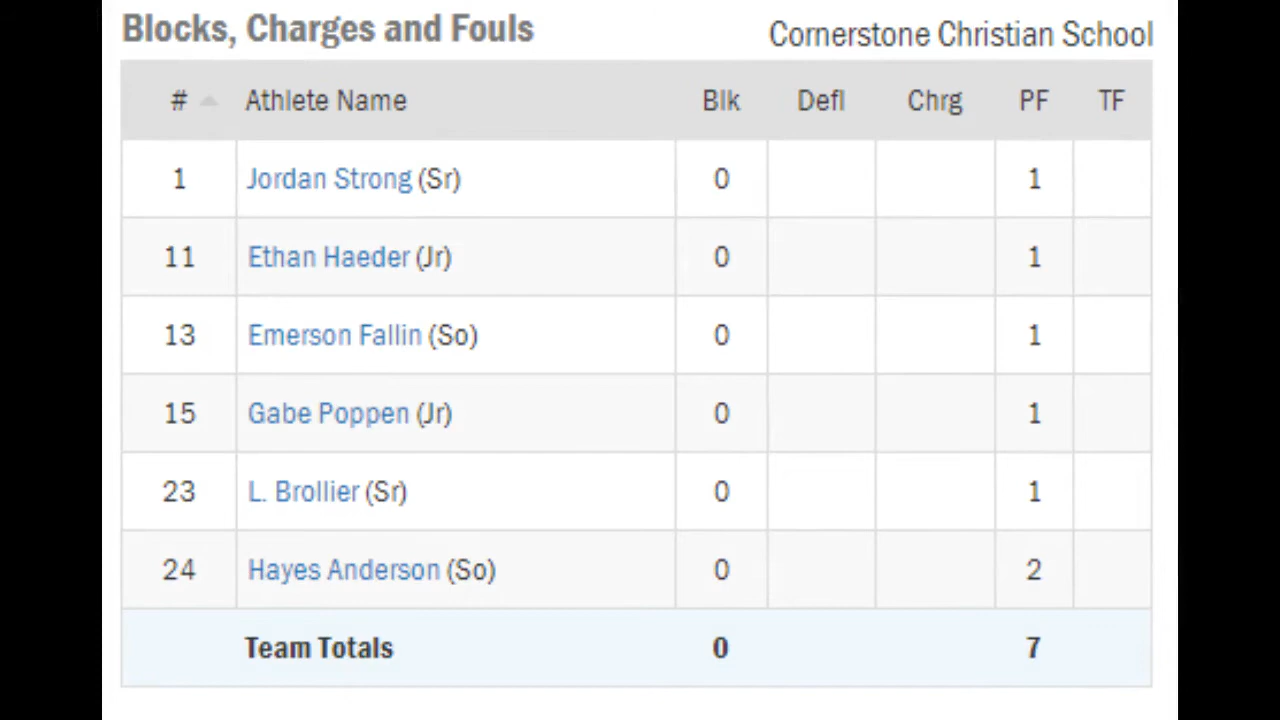 Blocks, Charges and Fouls Cornerstone Christian School
# Athlete Name Blk Defl Chrg PF TF
1 Jordan Strong (Sr) 0 1
11 Ethan Haeder (Jr) 0 1
13 Emerson Fallin (So) 0 1
15 Gabe Poppen (Jr) 0 1
23 L. Brollier (Sr) 0 1
24 Hayes Anderson (So) 0 2
Team Totals 0 7